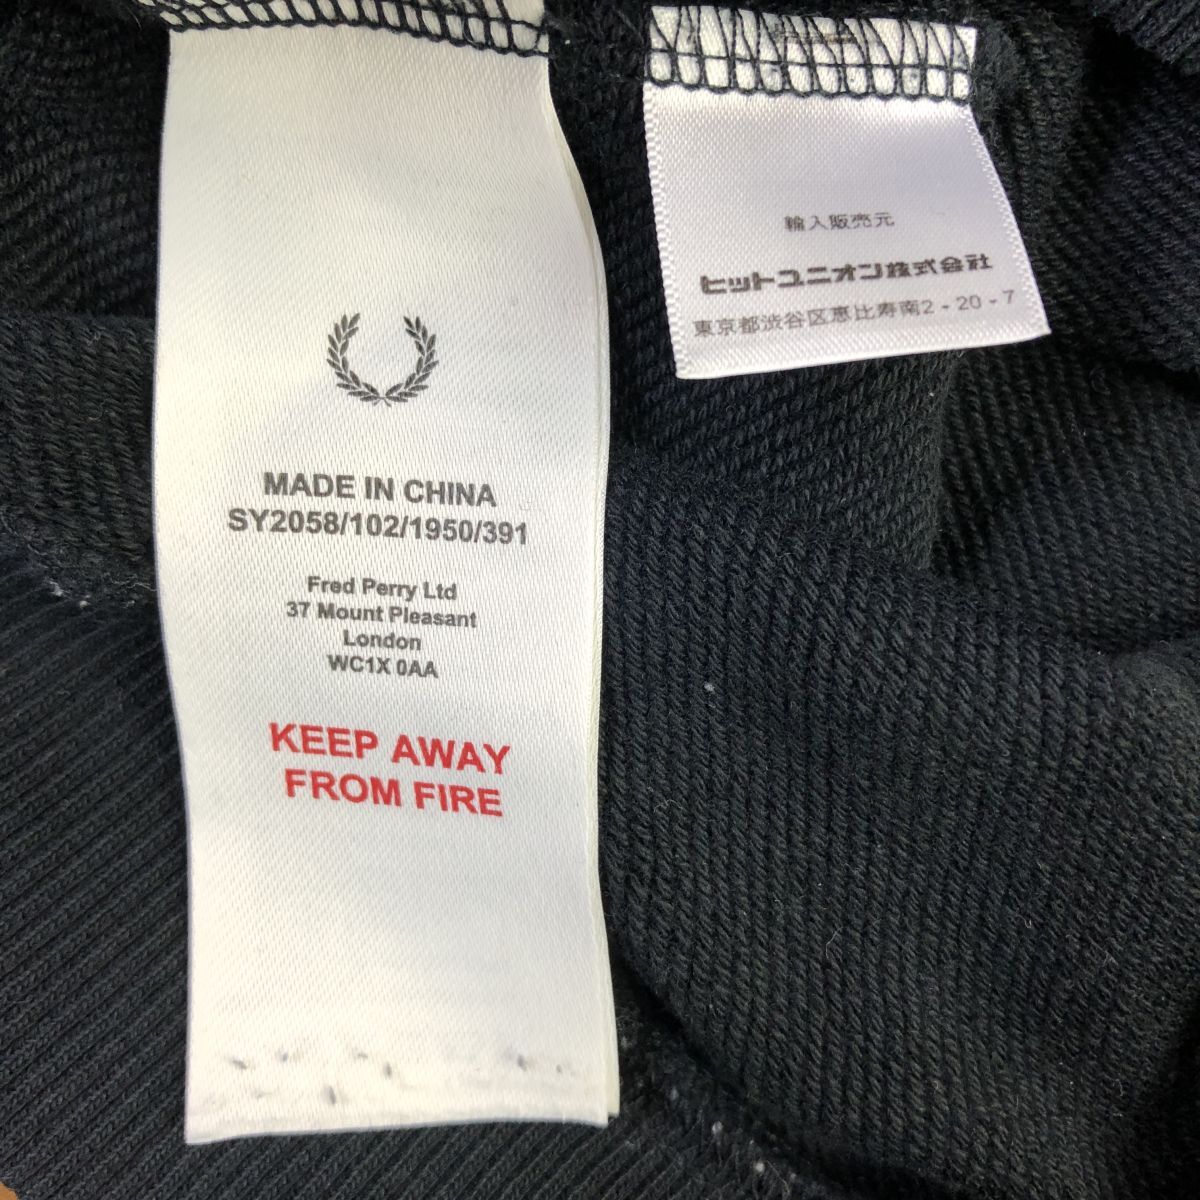 MADE IN CHINA
SY2058/102/1950/391
Fred Perry Ltd
37 Mount Pleasant
London
WC1X 0AA
KEEP AWAY
FROM FIRE
輸入販売元
ヒットユニオン株式会社
東京都渋谷区恵比寿南2-20-7